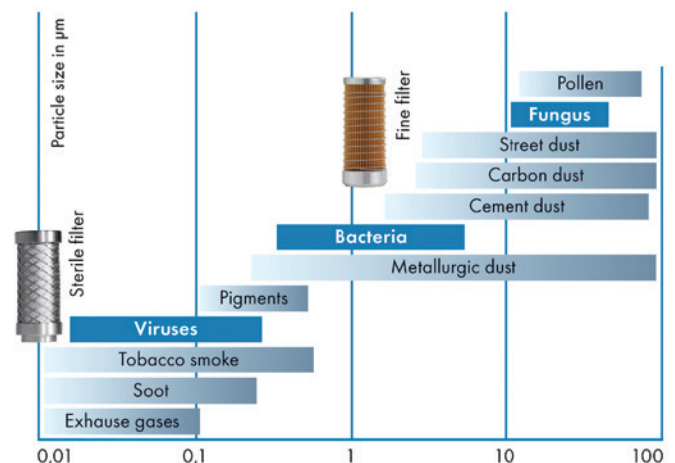 Particle size in µm
Sterile filter
Fine filter
Pollen
Fungus
Street dust
Carbon dust
Cement dust
Bacteria
Metallurgic dust
Pigments
Viruses
Tobacco smoke
Soot
Exhause gases
0,01 0,1 1 10 100